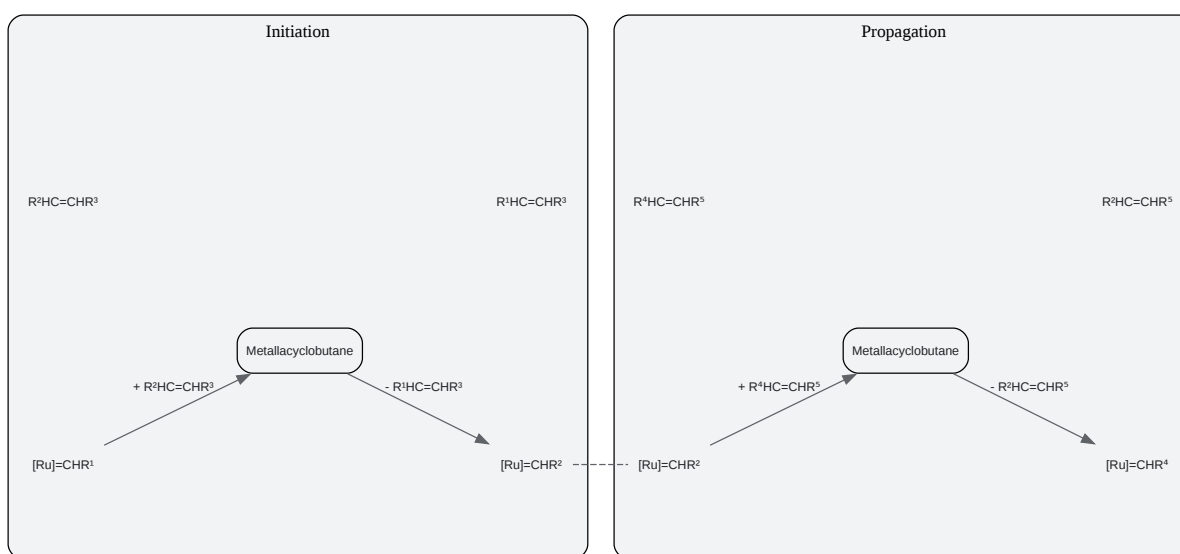 Initiation
R²HC=CHR³
R¹HC=CHR³
Metallacyclobutane
+ R²HC=CHR³
- R¹HC=CHR³
[Ru]=CHR¹
[Ru]=CHR²
Propagation
R⁴HC=CHR⁵
R²HC=CHR⁵
Metallacyclobutane
+ R⁴HC=CHR⁵
- R²HC=CHR⁵
[Ru]=CHR²
[Ru]=CHR⁴